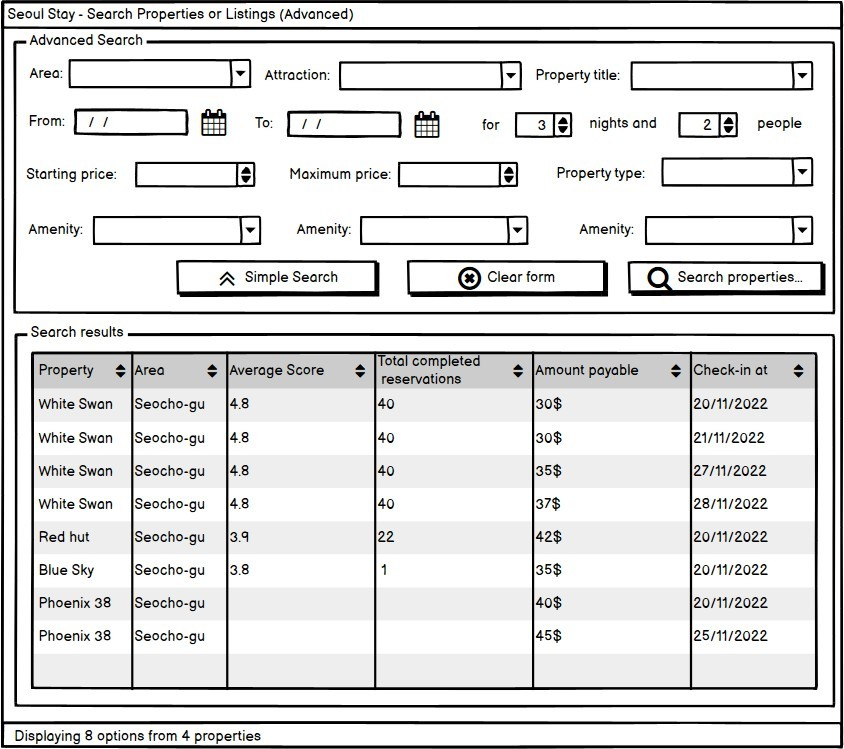 Seoul Stay - Search Properties or Listings (Advanced)
Advanced Search
Area: Attraction: Property title:
From: / / To: / / for 3 nights and 2 people
Starting price: Maximum price: Property type:
Amenity: Amenity: Amenity:
Simple Search Clear form Search properties...
Search results
Property Area Average Score Total completed reservations Amount payable Check-in at
White Swan Seocho-gu 4.8 40 30$ 20/11/2022
White Swan Seocho-gu 4.8 40 30$ 21/11/2022
White Swan Seocho-gu 4.8 40 35$ 27/11/2022
White Swan Seocho-gu 4.8 40 37$ 28/11/2022
Red hut Seocho-gu 3.9 22 42$ 20/11/2022
Blue Sky Seocho-gu 3.8 1 35$ 20/11/2022
Phoenix 38 Seocho-gu 40$ 20/11/2022
Phoenix 38 Seocho-gu 45$ 25/11/2022
Displaying 8 options from 4 properties